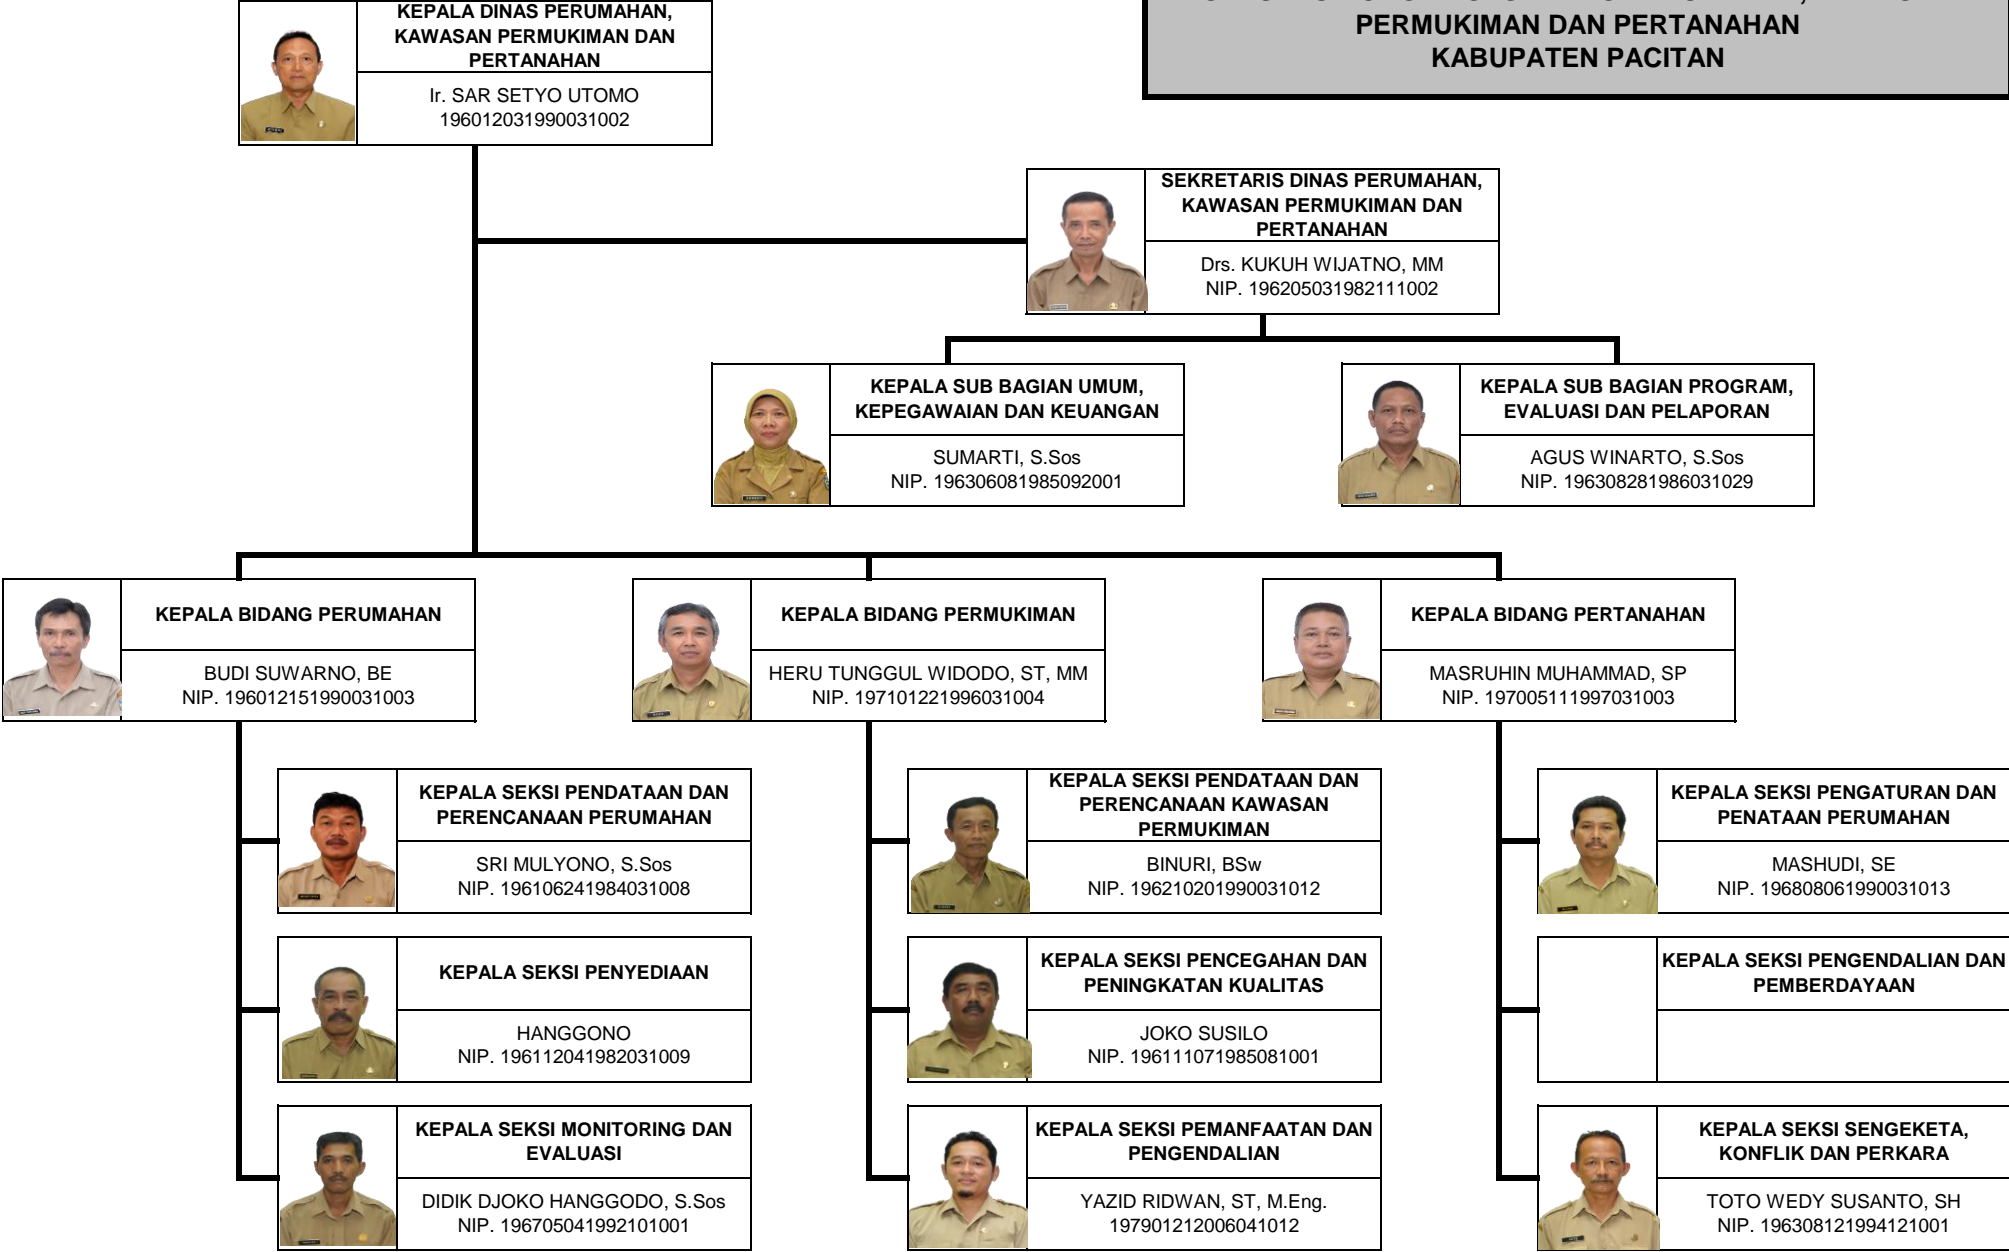 KEPALA DINAS PERUMAHAN,
KAWASAN PERMUKIMAN DAN
PERTANAHAN
Ir. SAR SETYO UTOMO
196012031990031002
PERMUKIMAN DAN PERTANAHAN
KABUPATEN PACITAN
SEKRETARIS DINAS PERUMAHAN,
KAWASAN PERMUKIMAN DAN
PERTANAHAN
Drs. KUKUH WIJATNO, MM
NIP. 196205031982111002
KEPALA SUB BAGIAN UMUM,
KEPEGAWAIAN DAN KEUANGAN
SUMARTI, S.Sos
NIP. 196306081985092001
KEPALA SUB BAGIAN PROGRAM,
EVALUASI DAN PELAPORAN
AGUS WINARTO, S.Sos
NIP. 196308281986031029
KEPALA BIDANG PERUMAHAN
BUDI SUWARNO, BE
NIP. 196012151990031003
KEPALA BIDANG PERMUKIMAN
HERU TUNGGUL WIDODO, ST, MM
NIP. 197101221996031004
KEPALA BIDANG PERTANAHAN
MASRUHIN MUHAMMAD, SP
NIP. 197005111997031003
KEPALA SEKSI PENDATAAN DAN
PERENCANAAN PERUMAHAN
SRI MULYONO, S.Sos
NIP. 196106241984031008
KEPALA SEKSI PENDATAAN DAN
PERENCANAAN KAWASAN
PERMUKIMAN
BINURI, BSw
NIP. 196210201990031012
KEPALA SEKSI PENGATURAN DAN
PENATAAN PERUMAHAN
MASHUDI, SE
NIP. 196808061990031013
KEPALA SEKSI PENYEDIAAN
HANGGONO
NIP. 196112041982031009
KEPALA SEKSI PENCEGAHAN DAN
PENINGKATAN KUALITAS
JOKO SUSILO
NIP. 196111071985081001
KEPALA SEKSI PENGENDALIAN DAN
PEMBERDAYAAN
KEPALA SEKSI MONITORING DAN
EVALUASI
DIDIK DJOKO HANGGODO, S.Sos
NIP. 196705041992101001
KEPALA SEKSI PEMANFAATAN DAN
PENGENDALIAN
YAZID RIDWAN, ST, M.Eng.
197901212006041012
KEPALA SEKSI SENGEKETA,
KONFLIK DAN PERKARA
TOTO WEDY SUSANTO, SH
NIP. 196308121994121001